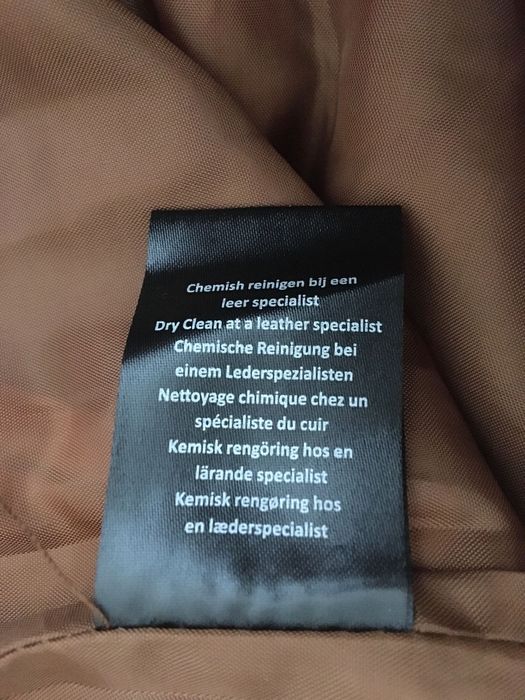 Chemish reinigen bij een
leer specialist
Dry Clean at a leather specialist
Chemische Reinigung bei
einem Lederspezialisten
Nettoyage chimique chez un
spécialiste du cuir
Kemisk rengöring hos en
lärande specialist
Kemisk rengøring hos
en læderspecialist